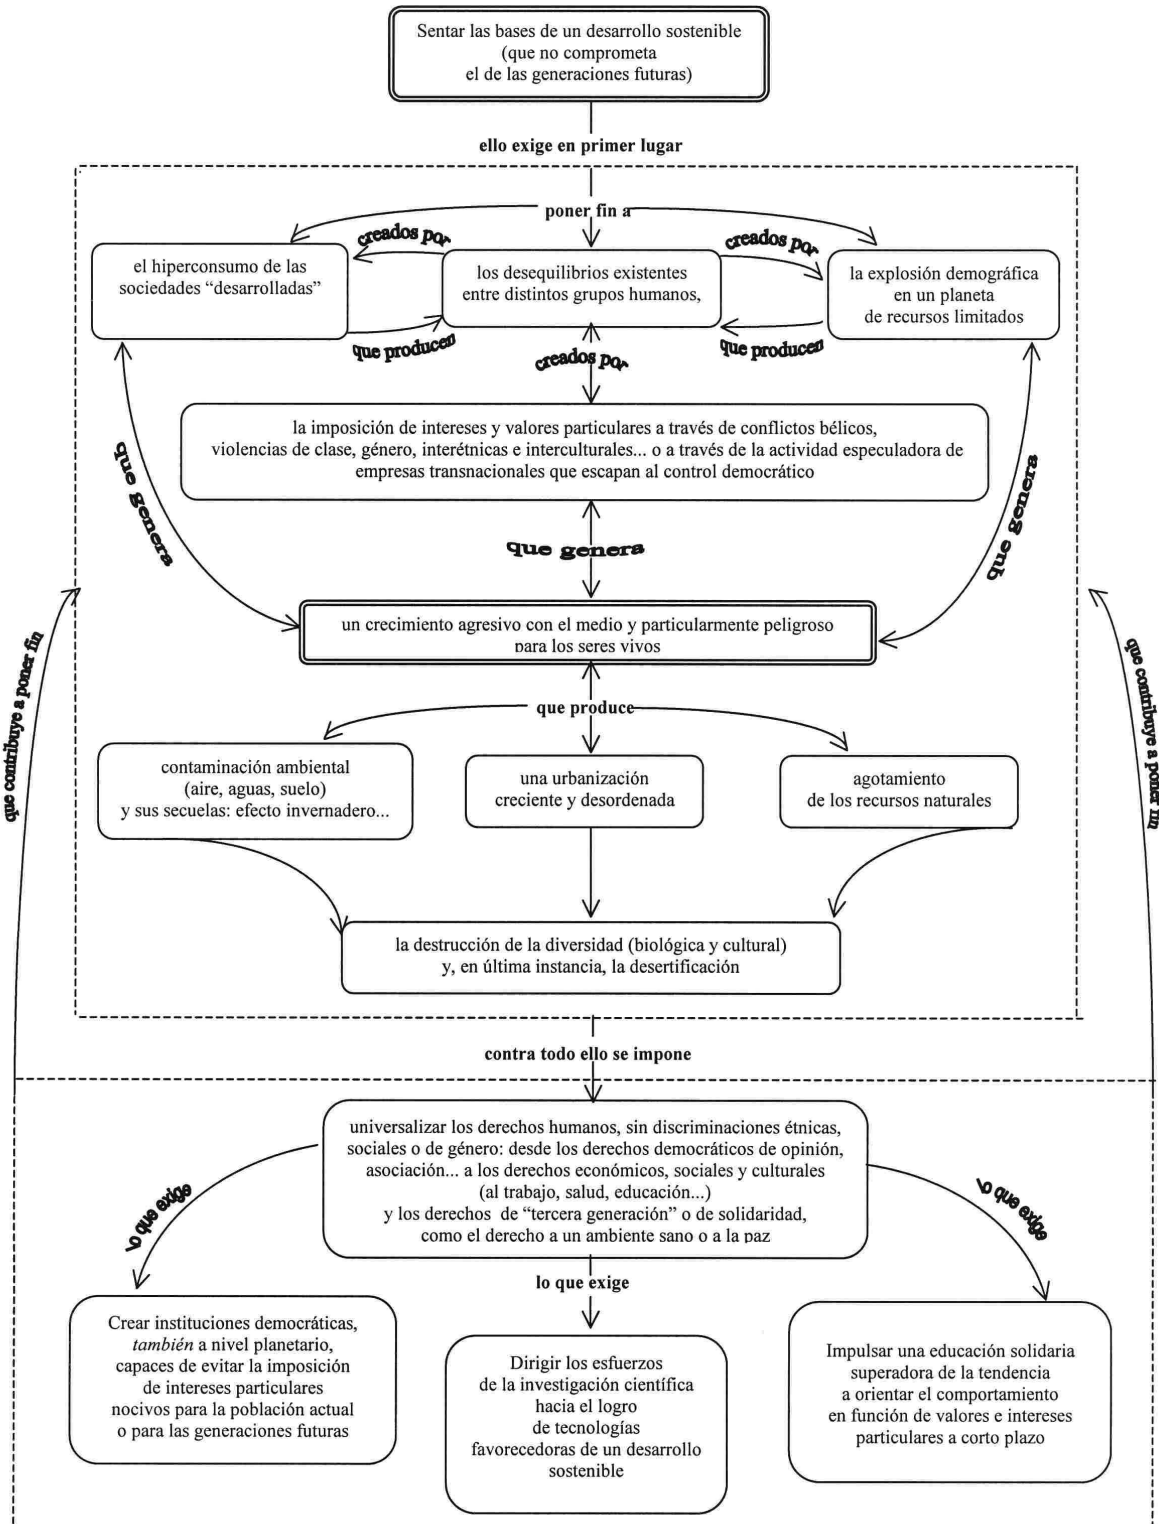 Sentar las bases de un desarrollo sostenible
(que no comprometa
el de las generaciones futuras)
ello exige en primer lugar
poner fin a
creados por
creados por
el hiperconsumo de las
sociedades “desarrolladas”
los desequilibrios existentes
entre distintos grupos humanos,
la explosión demográfica
en un planeta
de recursos limitados
que producen
creados por
que producen
la imposición de intereses y valores particulares a través de conflictos bélicos,
violencias de clase, género, interétnicas e interculturales... o a través de la actividad especuladora de
empresas transnacionales que escapan al control democrático
que genera
que genera
que genera
un crecimiento agresivo con el medio y particularmente peligroso
para los seres vivos
que contribuye a poner fin
que contribuye a poner fin
que produce
contaminación ambiental
(aire, aguas, suelo)
y sus secuelas: efecto invernadero...
una urbanización
creciente y desordenada
agotamiento
de los recursos naturales
la destrucción de la diversidad (biológica y cultural)
y, en última instancia, la desertificación
contra todo ello se impone
universalizar los derechos humanos, sin discriminaciones étnicas,
sociales o de género: desde los derechos democráticos de opinión,
asociación... a los derechos económicos, sociales y culturales
(al trabajo, salud, educación...)
y los derechos de “tercera generación” o de solidaridad,
como el derecho a un ambiente sano o a la paz
lo que exige
lo que exige
lo que exige
Crear instituciones democráticas,
también a nivel planetario,
capaces de evitar la imposición
de intereses particulares
nocivos para la población actual
o para las generaciones futuras
Dirigir los esfuerzos
de la investigación científica
hacia el logro
de tecnologías
favorecedoras de un desarrollo
sostenible
Impulsar una educación solidaria
superadora de la tendencia
a orientar el comportamiento
en función de valores e intereses
particulares a corto plazo